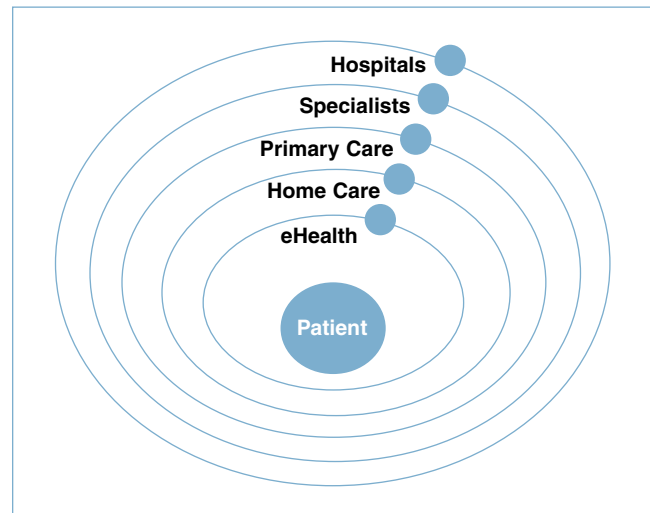 Hospitals
Specialists
Primary Care
Home Care
eHealth
Patient